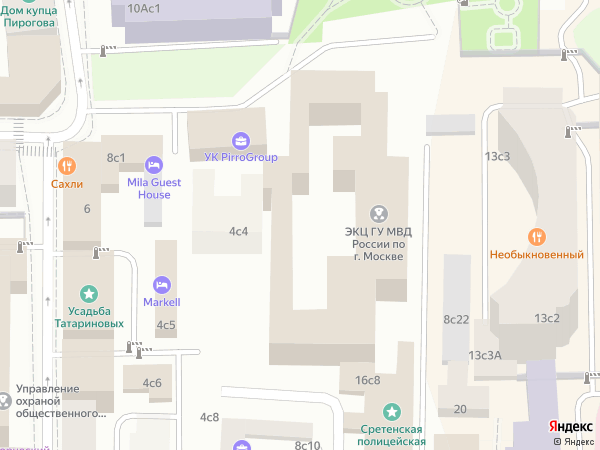 Дом купца
Пирогова
10Ас1
8с1
УК PirroGroup
Сахли
Mila Guest
House
6
4с4
13с3
ЭКЦ ГУ МВД
России по
г. Москве
Необыкновенный
Markell
Усадьба
Татариновых
4с5
8с22
13с2
13с3А
4с6
16с8
Управление
охраной
общественного...
4с8
20
Сретенская
полицейская
8с10
Яндекс
© Яндекс